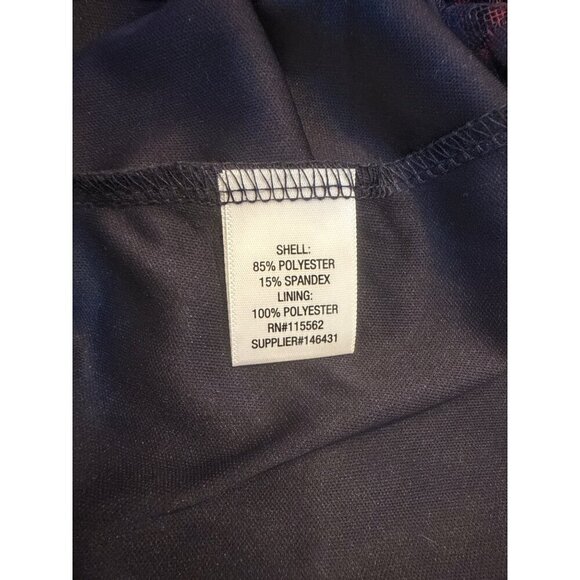 SHELL:
85% POLYESTER
15% SPANDEX
LINING:
100% POLYESTER
RN#115562
SUPPLIER#146431